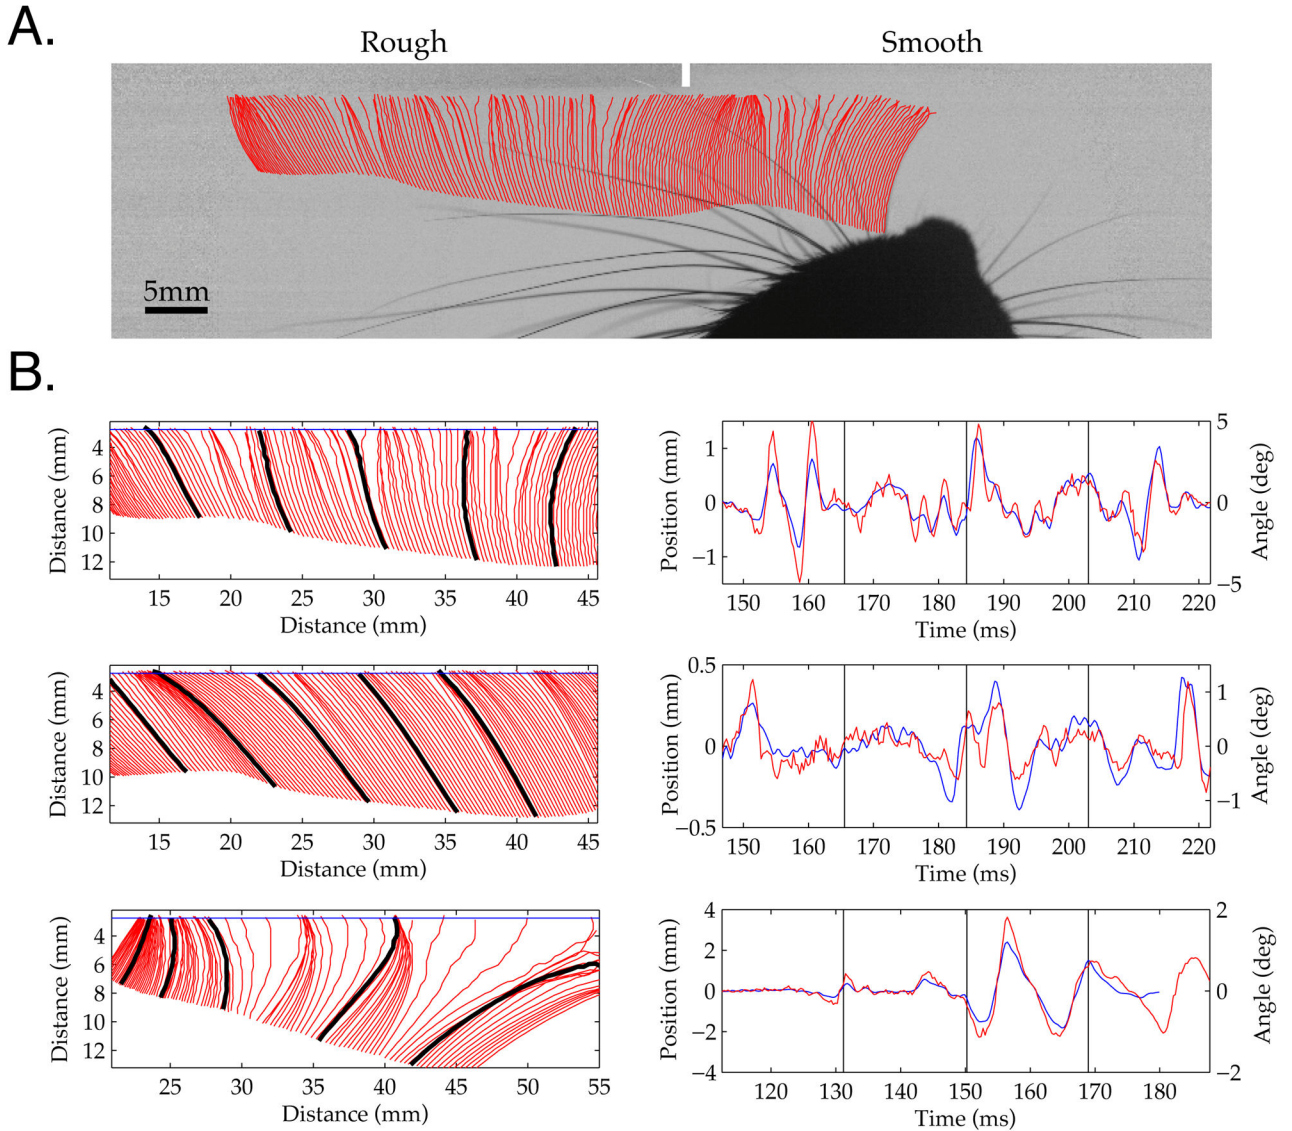 A.
Rough Smooth
5mm
B.
4
6
8
10
12
Distance (mm)
15 20 25 30 35 40 45
Distance (mm)
1
0
−1
Position (mm)
5
0
−5
Angle (deg)
150 160 170 180 190 200 210 220
Time (ms)
4
6
8
10
12
Distance (mm)
15 20 25 30 35 40 45
Distance (mm)
0.5
0
−0.5
Position (mm)
1
0
−1
Angle (deg)
150 160 170 180 190 200 210 220
Time (ms)
4
6
8
10
12
Distance (mm)
25 30 35 40 45 50 55
Distance (mm)
4
2
0
−2
−4
Position (mm)
2
0
−2
Angle (deg)
120 130 140 150 160 170 180
Time (ms)